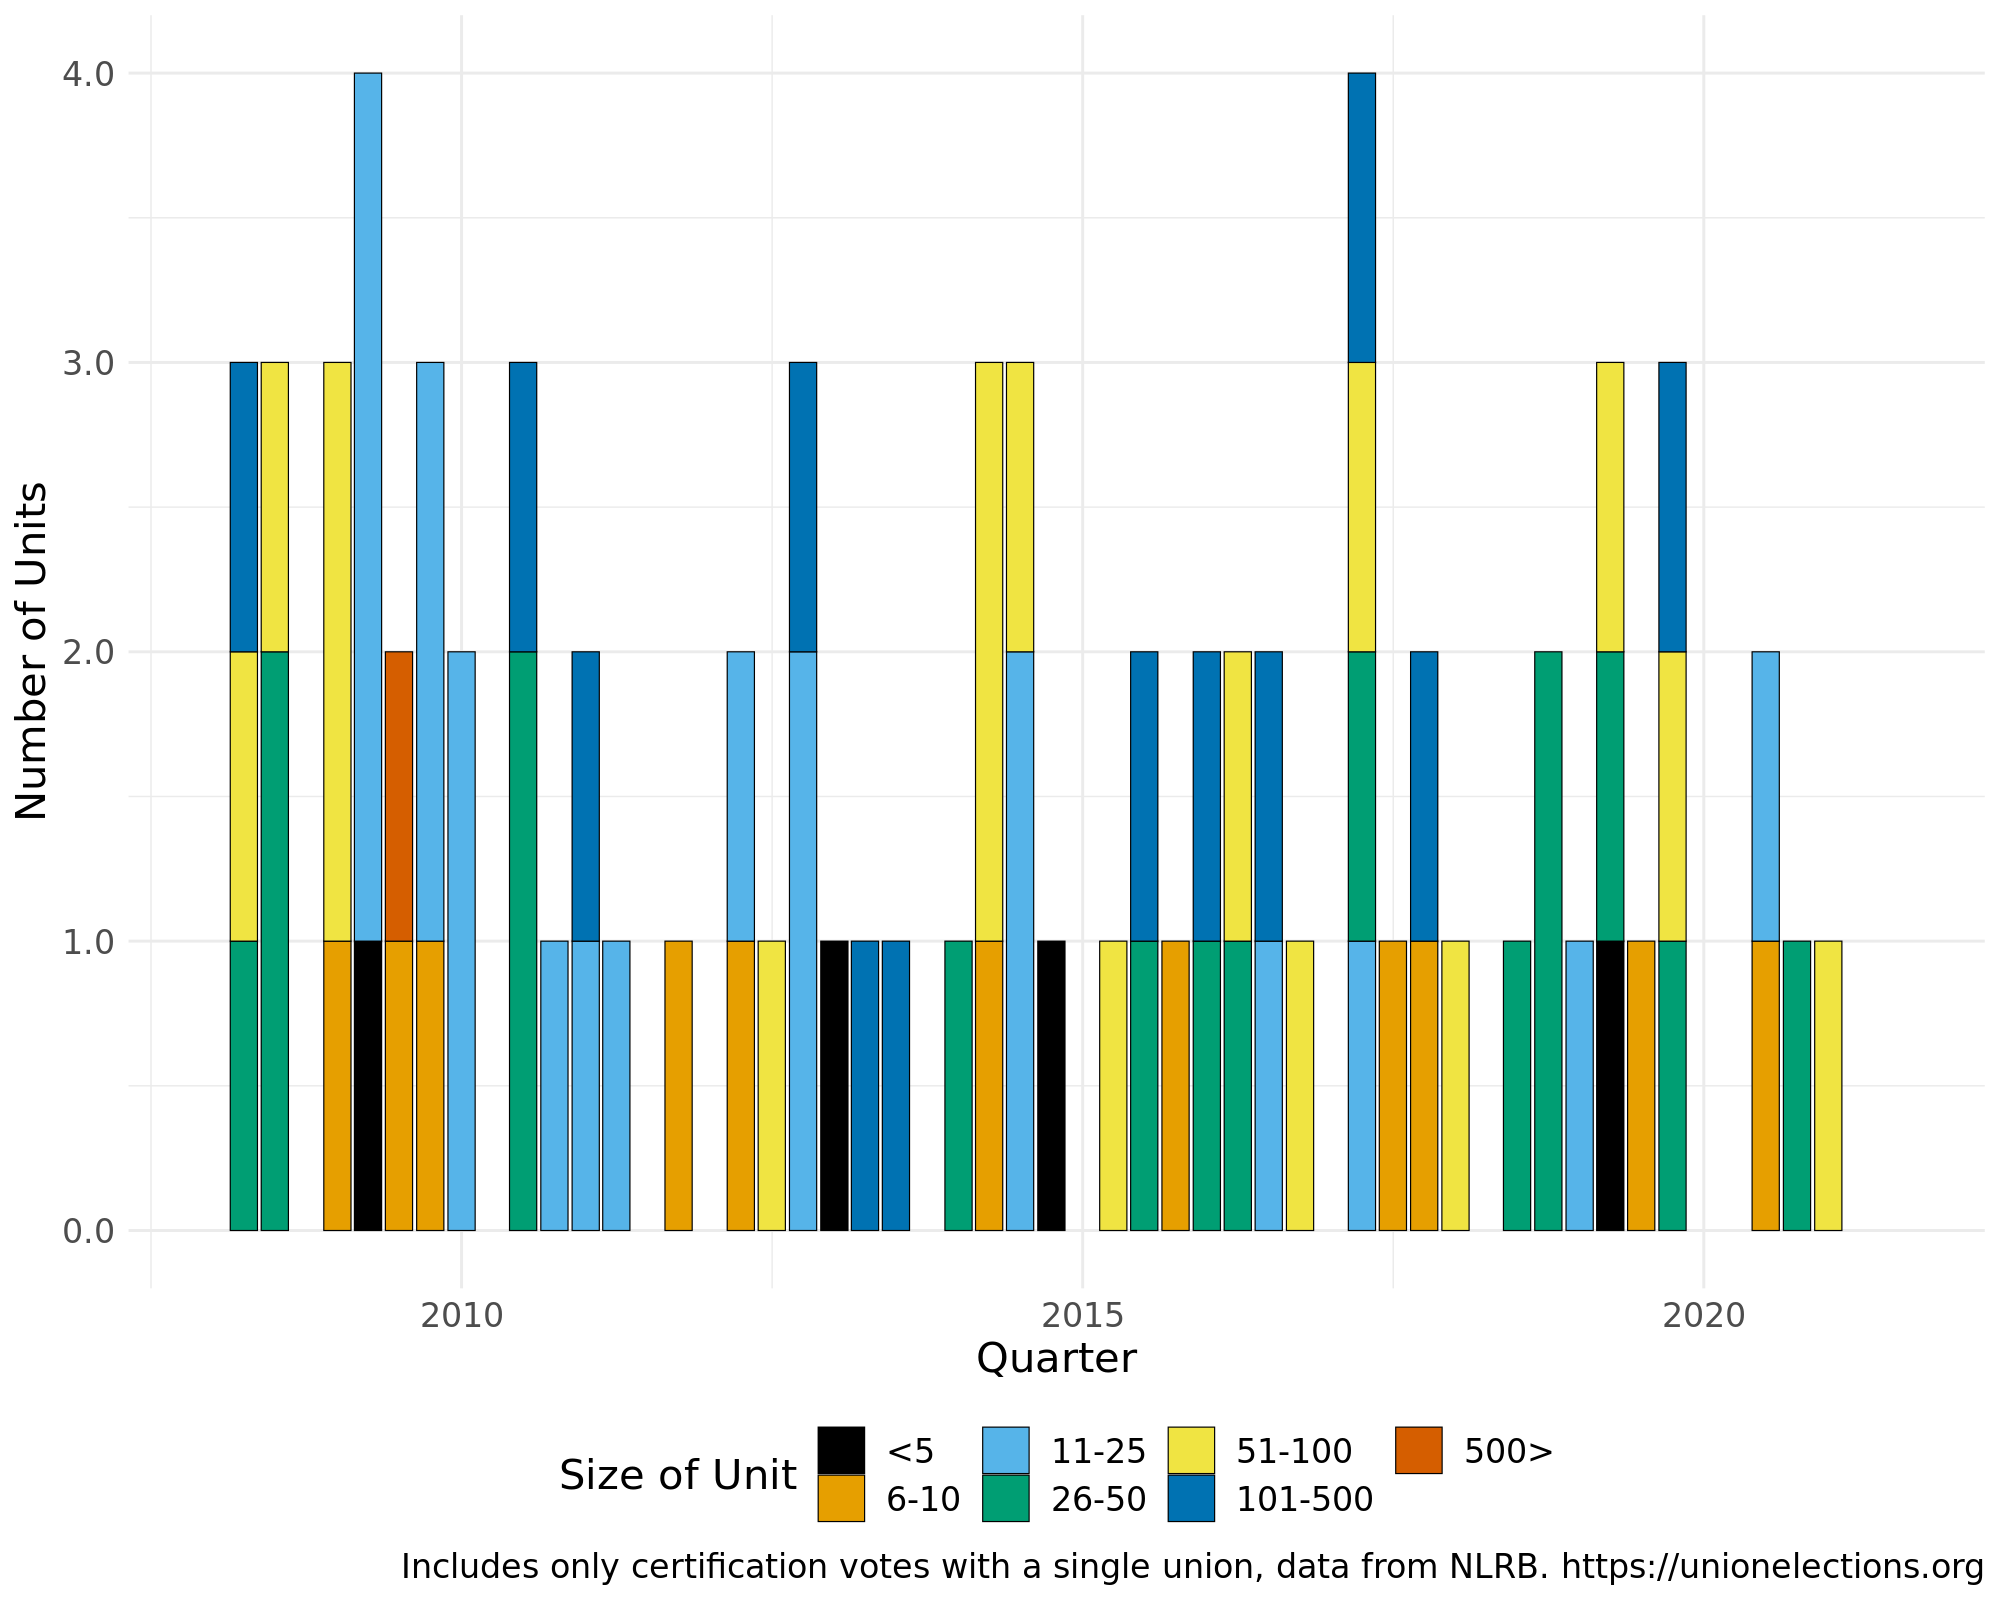 4.0
3.0
2.0
1.0
0.0
Number of Units
2010 2015 2020
Quarter
Size of Unit
<5 11-25 51-100 500>
6-10 26-50 101-500
Includes only certification votes with a single union, data from NLRB. https://unionelections.org